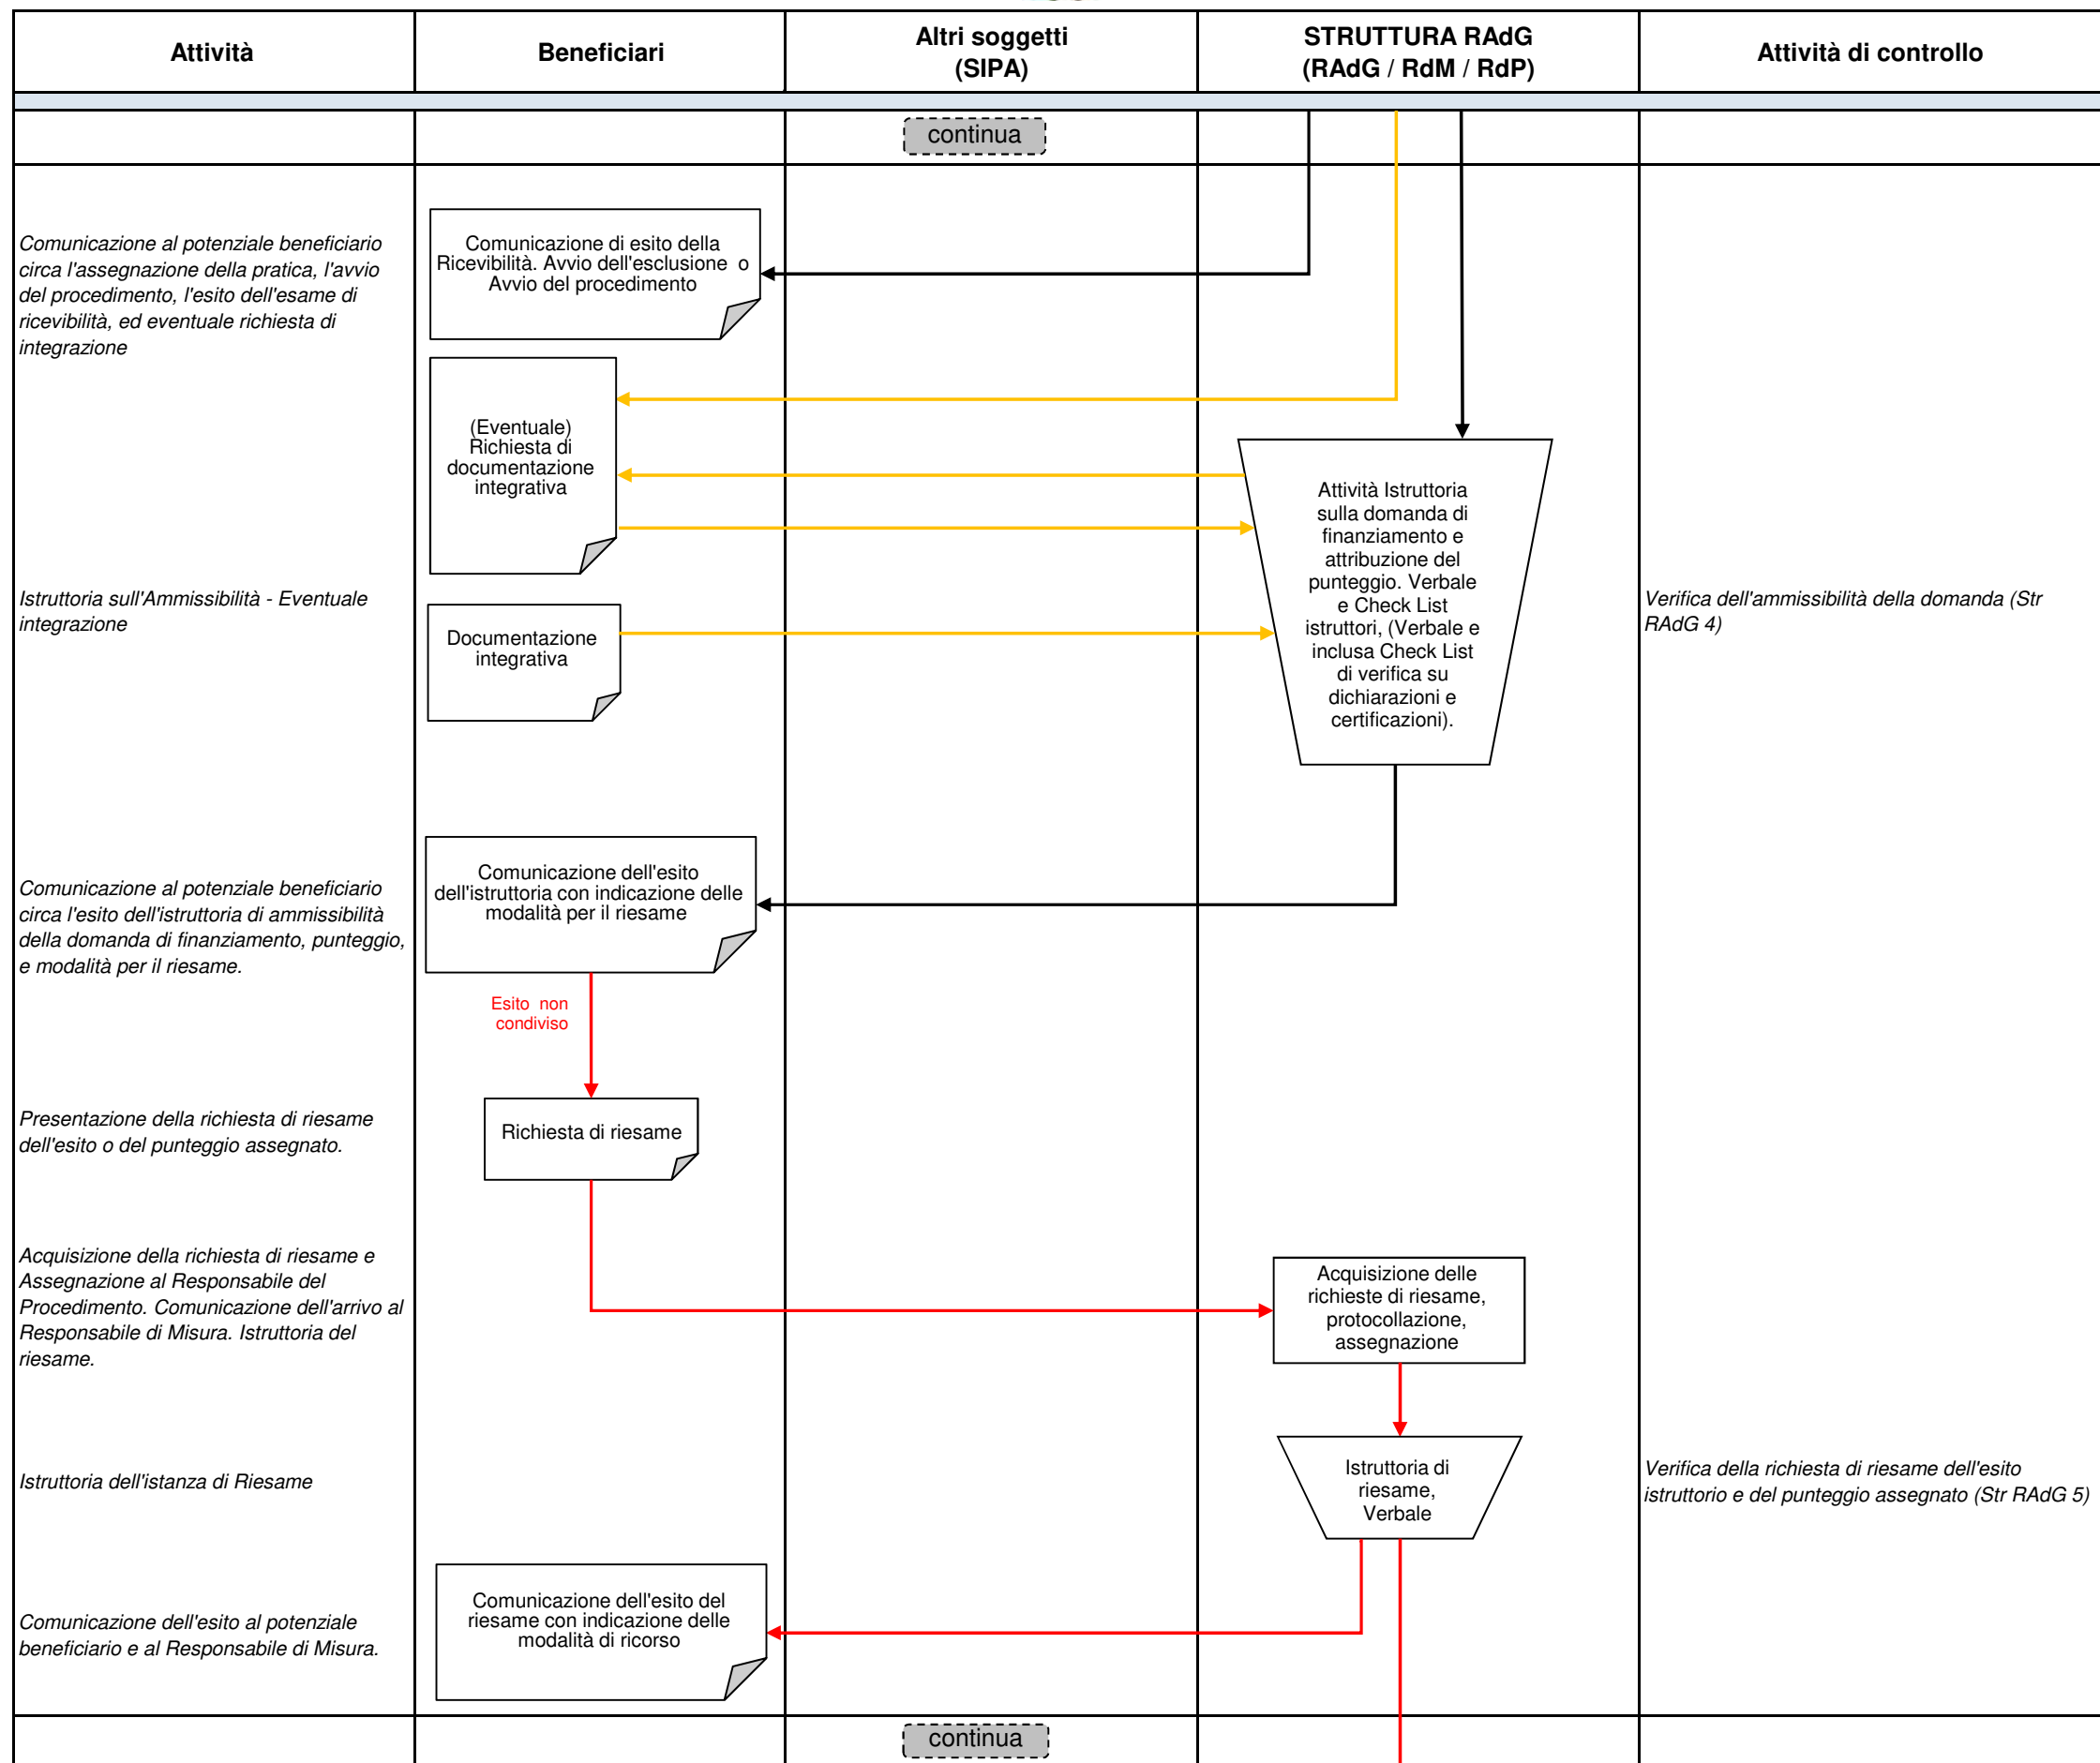 Attività
Beneficiari
Altri soggetti
(SIPA)
STRUTTURA RAdG
(RAdG / RdM / RdP)
Attività di controllo
continua
Comunicazione al potenziale beneficiario
circa l'assegnazione della pratica, l'avvio
del procedimento, l'esito dell'esame di
ricevibilità, ed eventuale richiesta di
integrazione
Comunicazione di esito della
Ricevibilità. Avvio dell'esclusione o
Avvio del procedimento
(Eventuale)
Richiesta di
documentazione
integrativa
Attività Istruttoria
sulla domanda di
finanziamento e
attribuzione del
punteggio. Verbale
e Check List
istruttori, (Verbale e
inclusa Check List
di verifica su
dichiarazioni e
certificazioni).
Istruttoria sull'Ammissibilità - Eventuale
integrazione
Documentazione
integrativa
Verifica dell'ammissibilità della domanda (Str
RAdG 4)
Comunicazione al potenziale beneficiario
circa l'esito dell'istruttoria di ammissibilità
della domanda di finanziamento, punteggio,
e modalità per il riesame.
Comunicazione dell'esito
dell'istruttoria con indicazione delle
modalità per il riesame
Esito non
condiviso
Presentazione della richiesta di riesame
dell'esito o del punteggio assegnato.
Richiesta di riesame
Acquisizione della richiesta di riesame e
Assegnazione al Responsabile del
Procedimento. Comunicazione dell'arrivo al
Responsabile di Misura. Istruttoria del
riesame.
Acquisizione delle
richieste di riesame,
protocollazione,
assegnazione
Istruttoria dell'istanza di Riesame
Istruttoria di
riesame,
Verbale
Verifica della richiesta di riesame dell'esito
istruttorio e del punteggio assegnato (Str RAdG 5)
Comunicazione dell'esito al potenziale
beneficiario e al Responsabile di Misura.
Comunicazione dell'esito del
riesame con indicazione delle
modalità di ricorso
continua